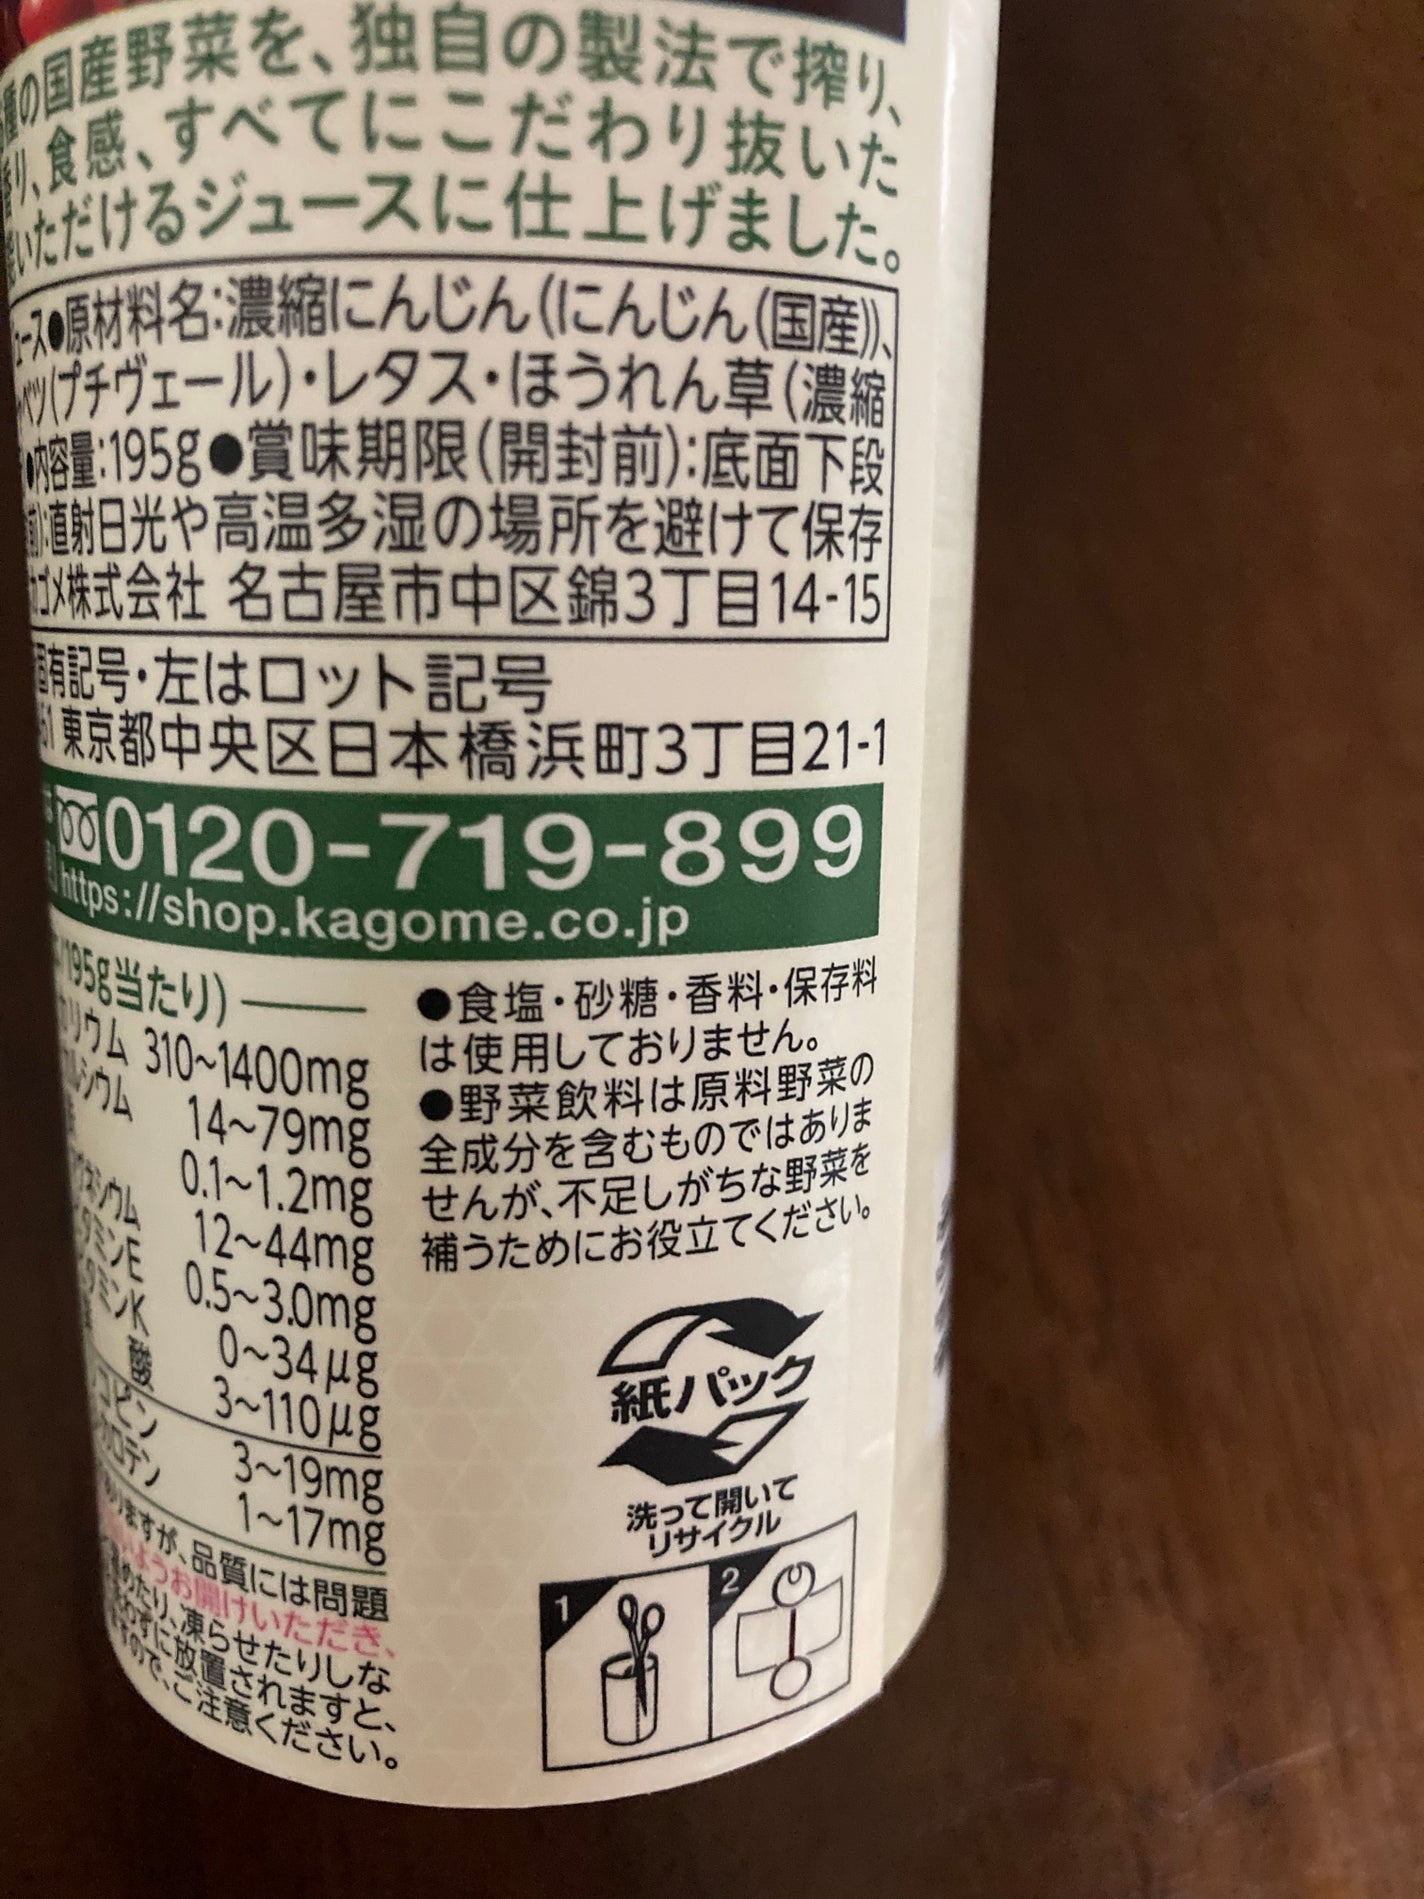 の国産野菜を、独自の製法で搾り、
り、食感、すべてにこだわり抜いた
いただけるジュースに仕上げました。
ュース●原材料名:濃縮にんじん(にんじん(国産))、
ベツ(プチヴェール)・レタス・ほうれん草(濃縮
●内容量:195g●賞味期限(開封前):底面下段
前):直射日光や高温多湿の場所を避けて保存
カゴメ株式会社 名古屋市中区錦3丁目14-15
固有記号・左はロット記号
東京都中央区日本橋浜町3丁目21-1
0120-719-899
https://shop.kagome.co.jp
195g当たり)
カリウム 310~1400mg
ルシウム 14~79mg
0.1~1.2mg
グネシウム 12~44mg
タミンE 0.5~3.0mg
タミンK 0~34μg
酸 3~110μg
コピン 3~19mg
カロテン 1~17mg
ありますが、品質には問題
ようお開けいただき、
温めたり、凍らせたりしな
わずに放置されますと、
すので、ご注意ください。
●食塩・砂糖・香料・保存料
は使用しておりません。
●野菜飲料は原料野菜の
全成分を含むものではありま
せんが、不足しがちな野菜を
補うためにお役立てください。
紙パック
洗って開いて
リサイクル
1
2